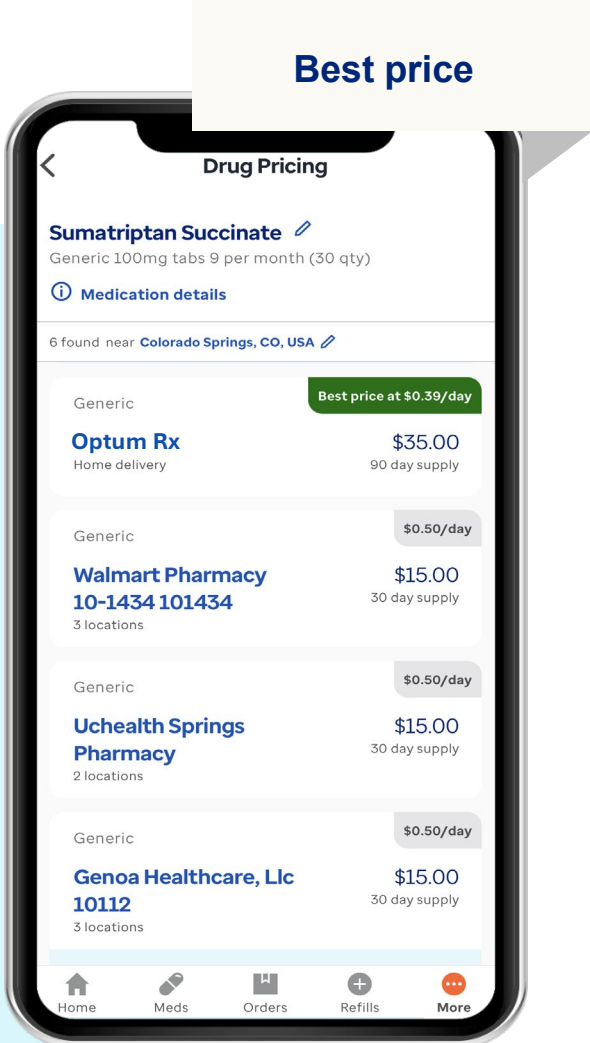 Best price
Drug Pricing
Sumatriptan Succinate
Generic 100mg tabs 9 per month (30 qty)
Medication details
6 found near Colorado Springs, CO, USA
Generic
Best price at $0.39/day
Optum Rx
$35.00
Home delivery
90 day supply
Generic
$0.50/day
Walmart Pharmacy
10-1434 101434
$15.00
30 day supply
3 locations
Generic
$0.50/day
Uchealth Springs
Pharmacy
$15.00
30 day supply
2 locations
Generic
$0.50/day
Genoa Healthcare, Llc
10112
$15.00
30 day supply
3 locations
Home
Meds
Orders
Refills
More